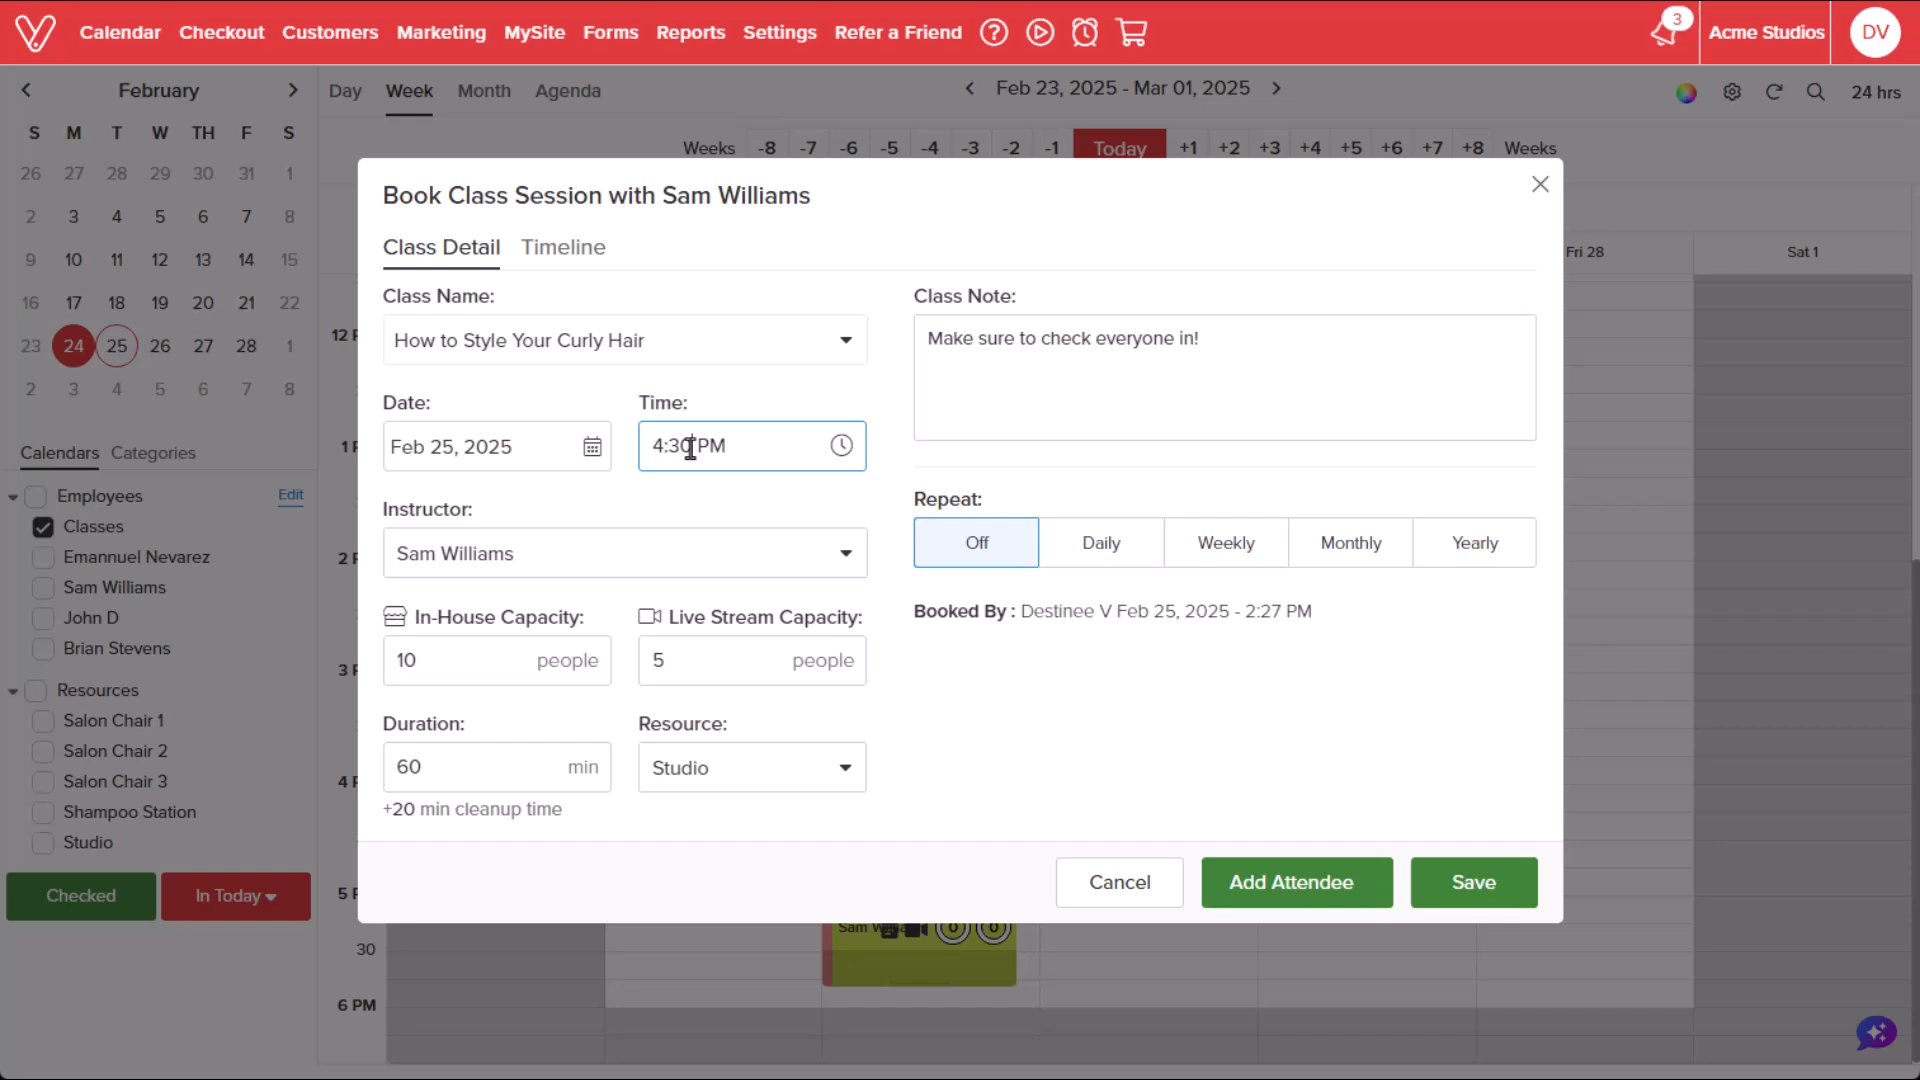 Calendar Checkout Customers Marketing MySite Forms Reports Settings Refer a Friend ? 3 Acme Studios DV
February
Day Week Month Agenda
Feb 23, 2025 - Mar 01, 2025
24 hrs
S M T W TH F S
26 27 28 29 30 31 1
2 3 4 5 6 7 8
9 10 11 12 13 14 15
16 17 18 19 20 21 22
23 24 25 26 27 28 1
2 3 4 5 6 7 8
Weeks -8 -7 -6 -5 -4 -3 -2 -1 Today +1 +2 +3 +4 +5 +6 +7 +8 Weeks
Fri 28 Sat 1
Calendars Categories
Employees Edit
Classes
Emannuel Nevarez
Sam Williams
John D
Brian Stevens
Resources
Salon Chair 1
Salon Chair 2
Salon Chair 3
Shampoo Station
Studio
Checked In Today
12 P
1 P
2 P
3 P
4 P
5 P
30
6 PM
Book Class Session with Sam Williams
Class Detail Timeline
Class Name:
How to Style Your Curly Hair
Date: Time:
Feb 25, 2025 4:30 PM
Instructor:
Sam Williams
In-House Capacity: Live Stream Capacity:
10 people 5 people
Duration: Resource:
60 min Studio
+20 min cleanup time
Class Note:
Make sure to check everyone in!
Repeat:
Off Daily Weekly Monthly Yearly
Booked By : Destinee V Feb 25, 2025 - 2:27 PM
Cancel Add Attendee Save
Sam 0 0